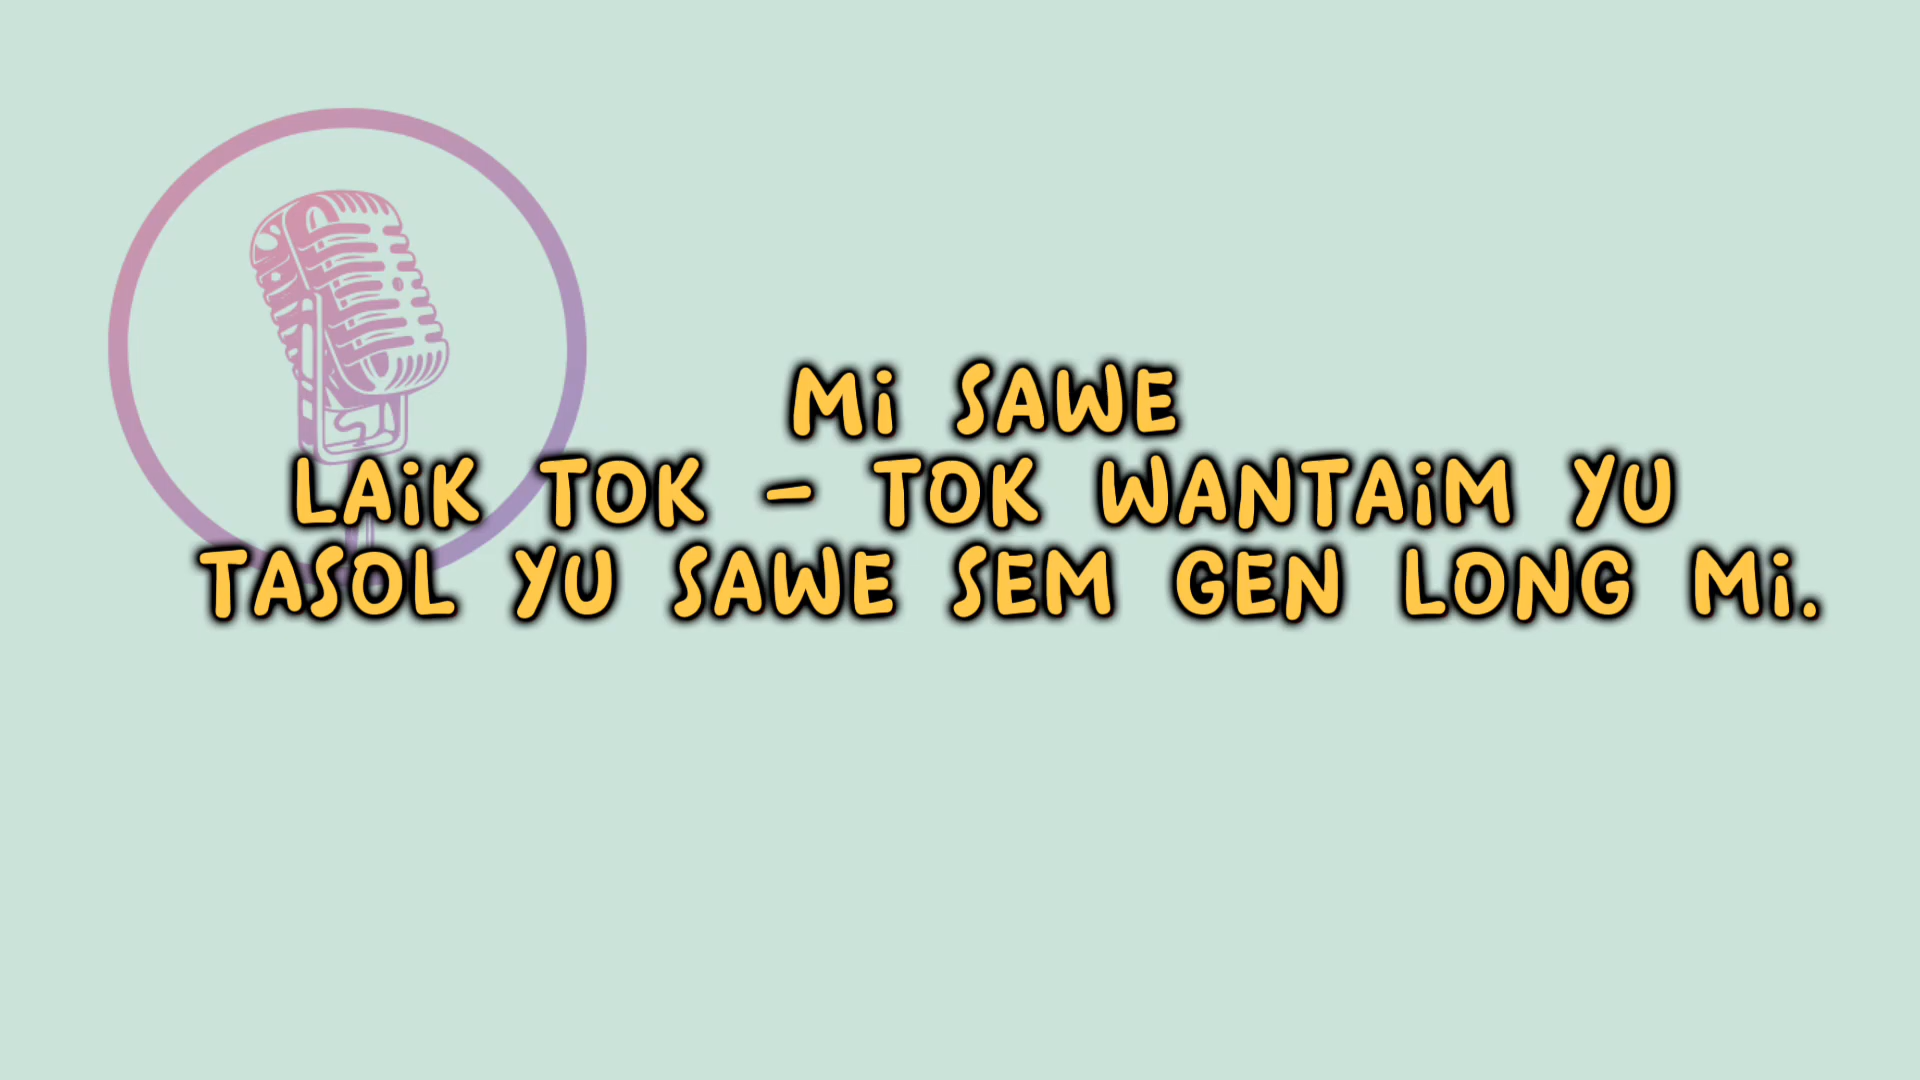 Mi SAWE
LAiK TOK - TOK WANTAiM YU
TASOL YU SAWE SEM GEN LONG Mi.